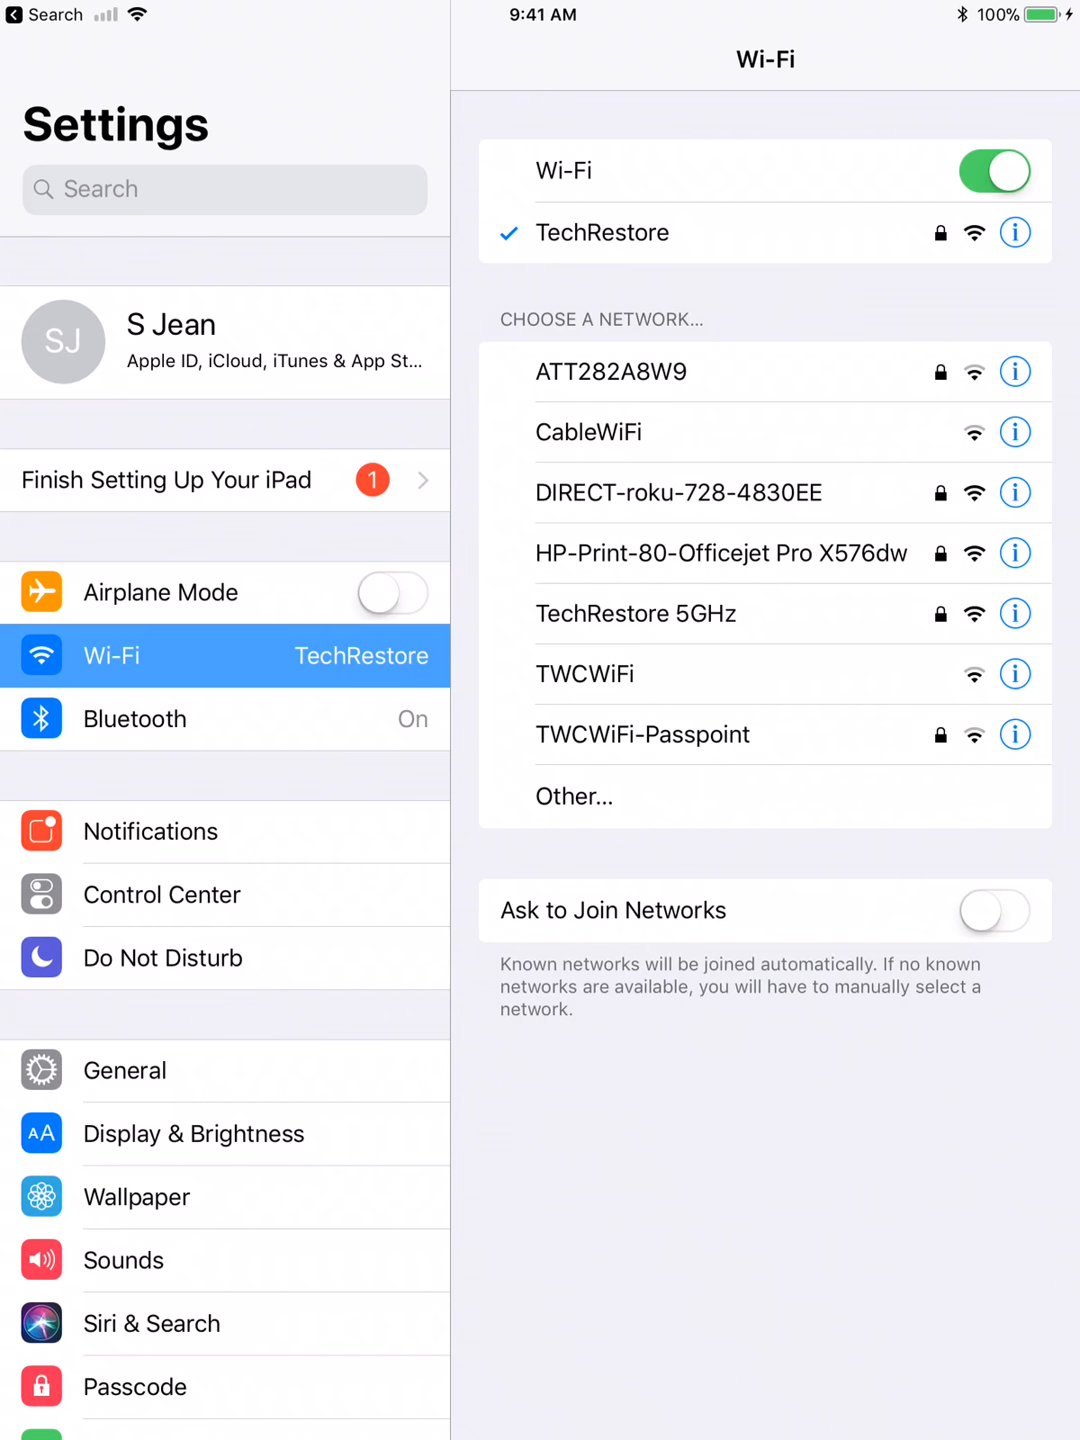 Search
9:41 AM
100%
Settings
Search
SJ
S Jean
Apple ID, iCloud, iTunes & App St...
Finish Setting Up Your iPad 1
Airplane Mode
Wi-Fi TechRestore
Bluetooth On
Notifications
Control Center
Do Not Disturb
General
AA Display & Brightness
Wallpaper
Sounds
Siri & Search
Passcode
Wi-Fi
Wi-Fi
TechRestore
CHOOSE A NETWORK...
ATT282A8W9
CableWiFi
DIRECT-roku-728-4830EE
HP-Print-80-Officejet Pro X576dw
TechRestore 5GHz
TWCWiFi
TWCWiFi-Passpoint
Other...
Ask to Join Networks
Known networks will be joined automatically. If no known
networks are available, you will have to manually select a
network.